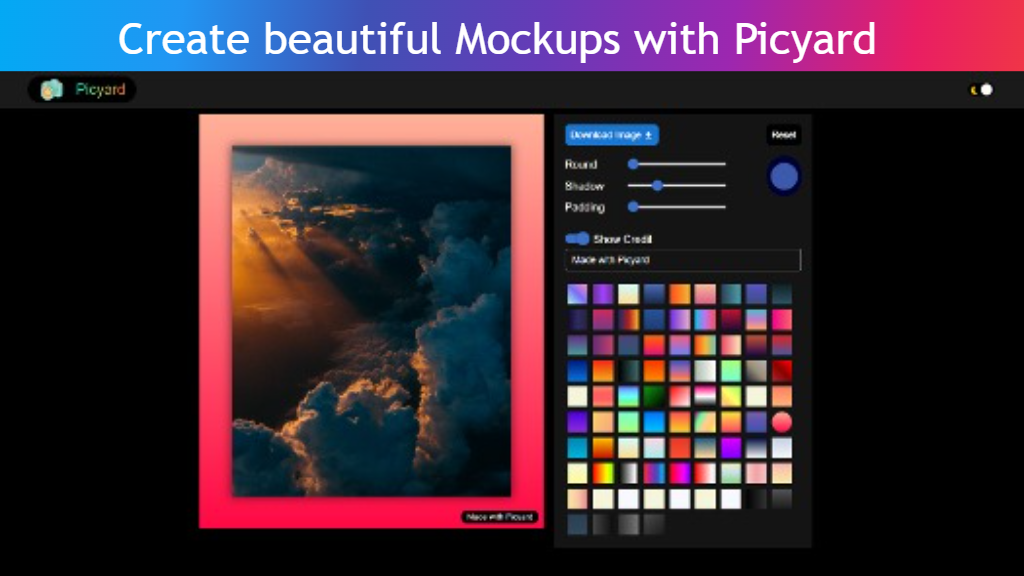 Create beautiful Mockups with Picyard
Picyard
Download Image
Reset
Round
Shadow
Padding
Show Credit
Made with Picyard
Made with Picyard